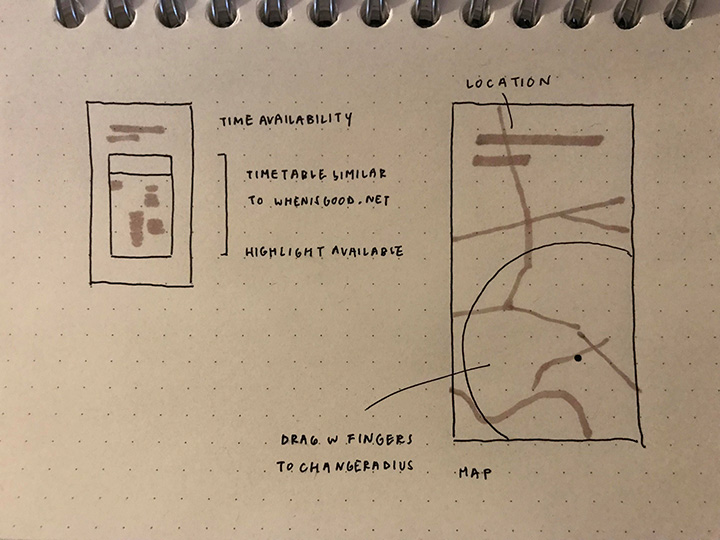 TIME AVAILABILITY
TIMETABLE SIMILAR
TO WHENISGOOD.NET
HIGHLIGHT AVAILABLE
LOCATION
DRAG W FINGERS
TO CHANGERADIUS
MAP